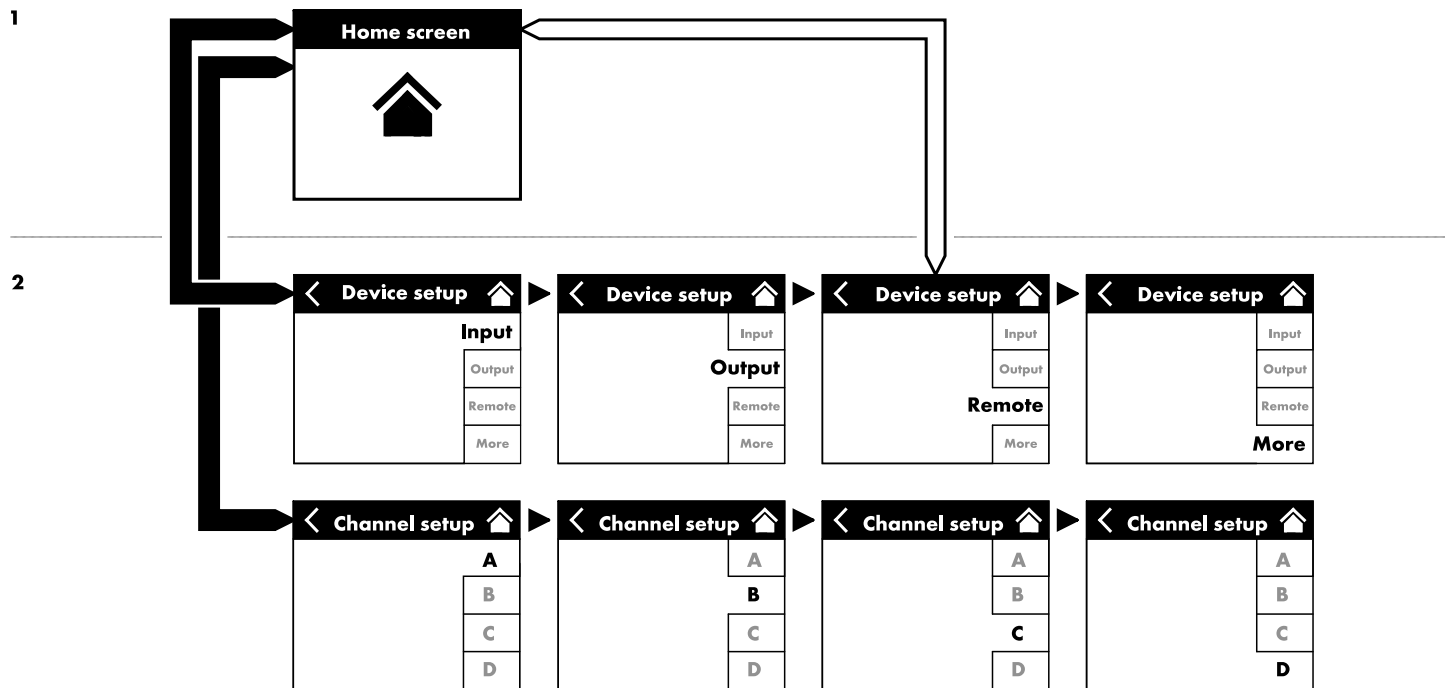 1
Home screen
2
Device setup
Input
Output
Remote
More
Device setup
Input
Output
Remote
More
Device setup
Input
Output
Remote
More
Device setup
Input
Output
Remote
More
Channel setup
A
B
C
D
Channel setup
A
B
C
D
Channel setup
A
B
C
D
Channel setup
A
B
C
D